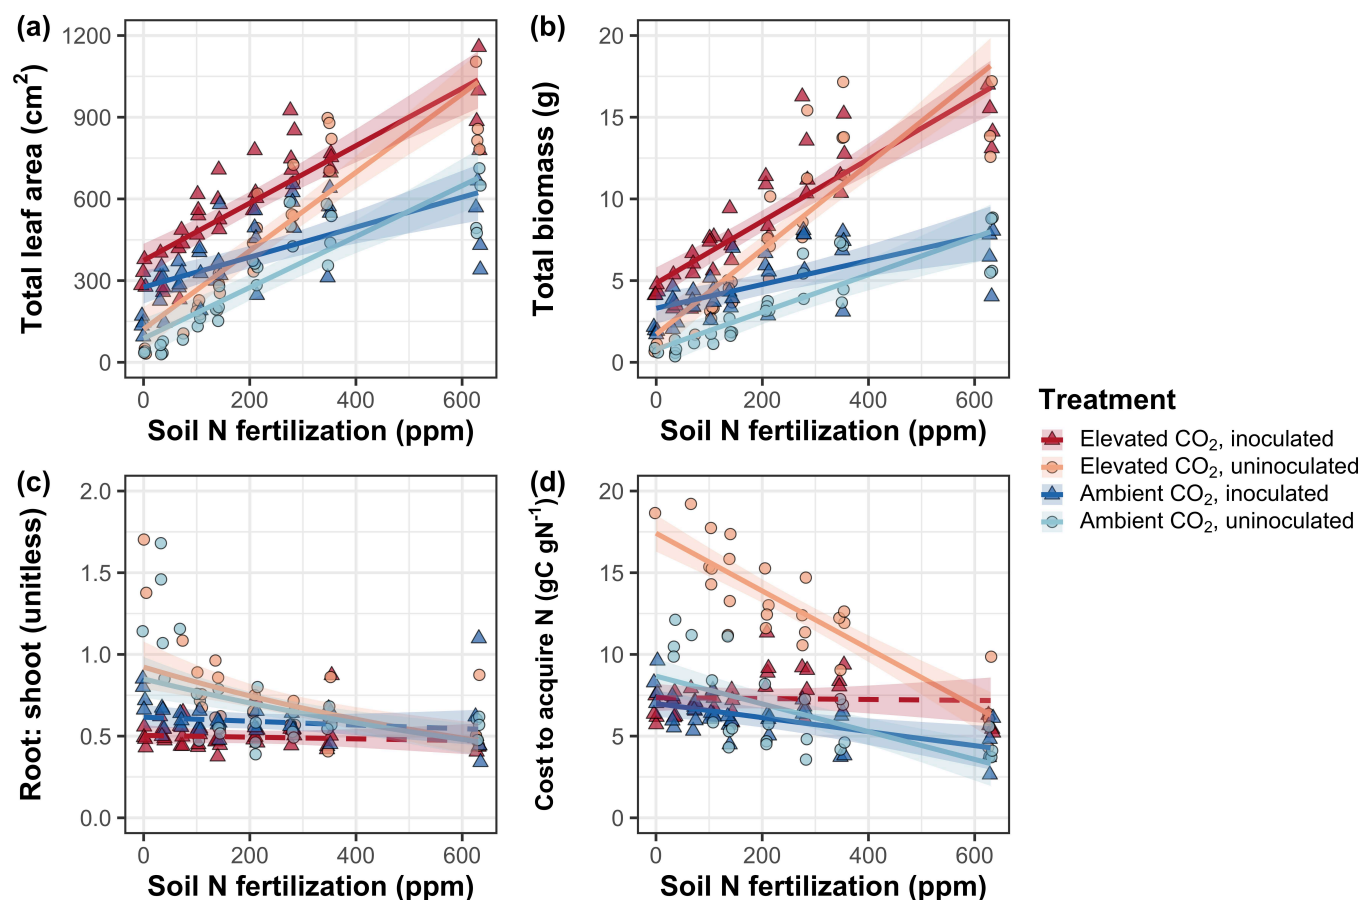 (a)
Total leaf area (cm²)
1200
900
600
300
0
0 200 400 600
Soil N fertilization (ppm)
(b)
Total biomass (g)
20
15
10
5
0
0 200 400 600
Soil N fertilization (ppm)
(c)
Root: shoot (unitless)
2.0
1.5
1.0
0.5
0.0
0 200 400 600
Soil N fertilization (ppm)
(d)
Cost to acquire N (gC gN⁻¹)
20
15
10
5
0
0 200 400 600
Soil N fertilization (ppm)
Treatment
Elevated CO₂, inoculated
Elevated CO₂, uninoculated
Ambient CO₂, inoculated
Ambient CO₂, uninoculated